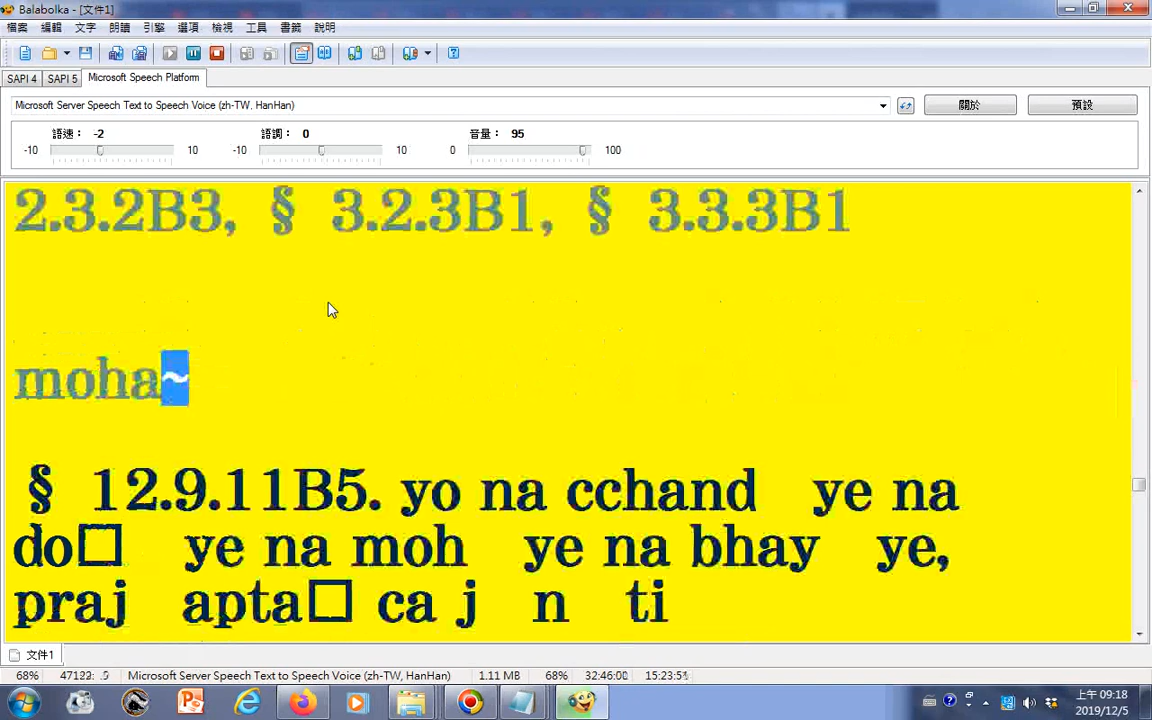 Balabolka - [文件1]
檔案 編輯 文字 朗讀 引擎 選項 檢視 工具 書籤 說明
SAPI 4 SAPI 5 Microsoft Speech Platform
Microsoft Server Speech Text to Speech Voice (zh-TW, HanHan) 關於 預設
語速： -2 語調： 0 音量： 95
-10 10 -10 10 0 100
2.3.2B3, § 3.2.3B1, § 3.3.3B1
moha~
§ 12.9.11B5. yo na cchand ye na
do□ ye na moh ye na bhay ye,
praj apta□ ca j n ti
文件1
68% Microsoft Server Speech Text to Speech Voice (zh-TW, HanHan) 1.11 MB 68%
上午 09:18
2019/12/5